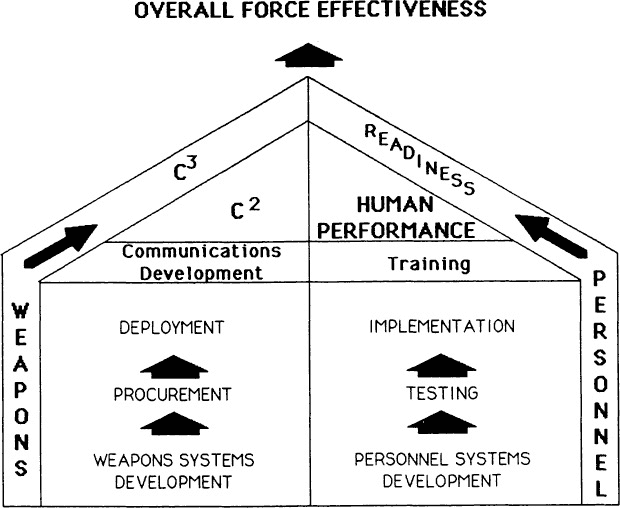 OVERALL FORCE EFFECTIVENESS
C3
READINESS
C2
HUMAN
PERFORMANCE
Communications
Development
Training
WEAPONS
PERSONNEL
DEPLOYMENT
IMPLEMENTATION
PROCUREMENT
TESTING
WEAPONS SYSTEMS
DEVELOPMENT
PERSONNEL SYSTEMS
DEVELOPMENT